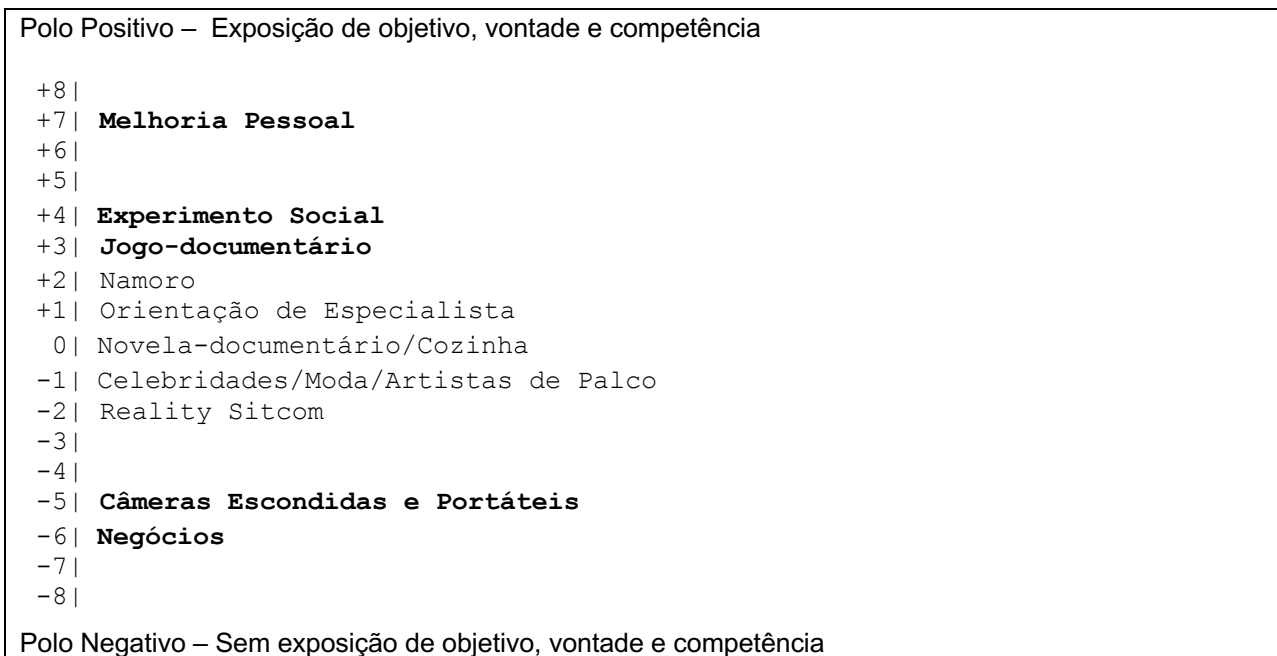 Polo Positivo – Exposição de objetivo, vontade e competência
+8|
+7| Melhoria Pessoal
+6|
+5|
+4| Experimento Social
+3| Jogo-documentário
+2| Namoro
+1| Orientação de Especialista
0| Novela-documentário/Cozinha
-1| Celebridades/Moda/Artistas de Palco
-2| Reality Sitcom
-3|
-4|
-5| Câmeras Escondidas e Portáteis
-6| Negócios
-7|
-8|
Polo Negativo – Sem exposição de objetivo, vontade e competência